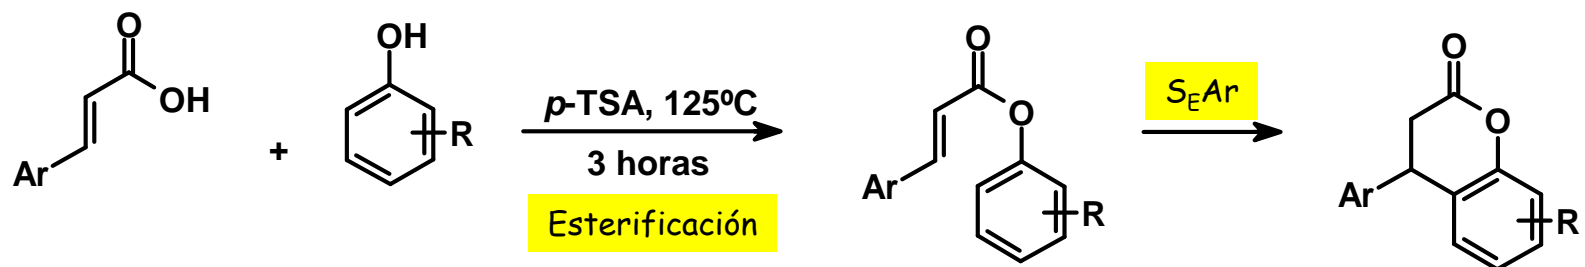 O
OH
Ar
+
OH
R
p-TSA, 125ºC
3 horas
Esterificación
O
O
Ar
R
SEAr
O
O
Ar
R